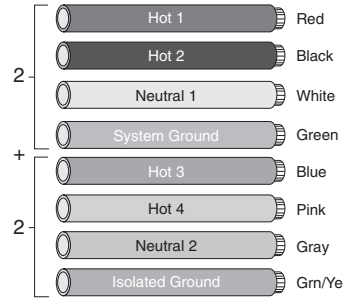 Hot 1 Red
Hot 2 Black
2
Neutral 1 White
System Ground Green
+
Hot 3 Blue
Hot 4 Pink
2
Neutral 2 Gray
Isolated Ground Grn/Ye